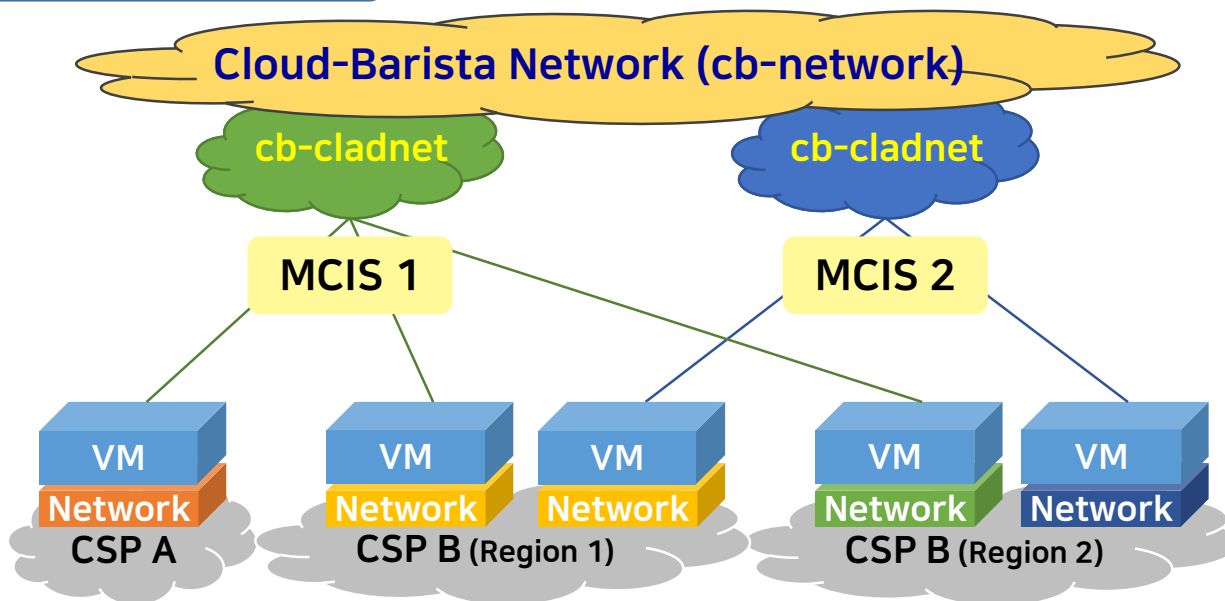 Cloud-Barista Network (cb-network)
cb-cladnet
cb-cladnet
MCIS 1
MCIS 2
VM
VM
VM
VM
VM
Network
Network
Network
Network
Network
CSP A
CSP B (Region 1)
CSP B (Region 2)